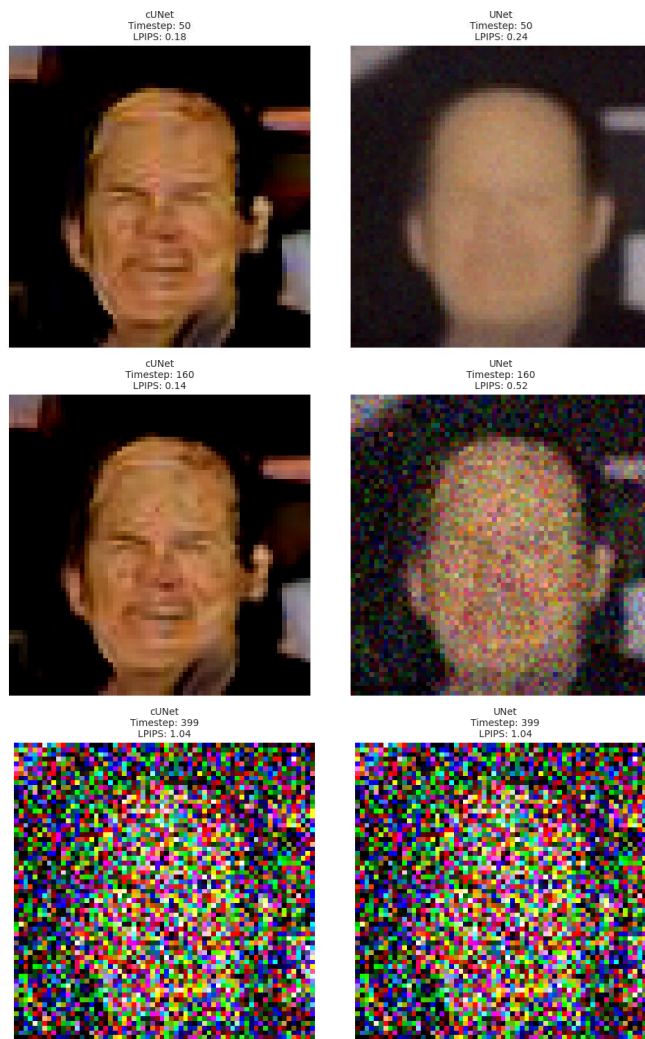 cUNet
Timestep: 50
LPIPS: 0.18
UNet
Timestep: 50
LPIPS: 0.24
cUNet
Timestep: 160
LPIPS: 0.14
UNet
Timestep: 160
LPIPS: 0.52
cUNet
Timestep: 399
LPIPS: 1.04
UNet
Timestep: 399
LPIPS: 1.04